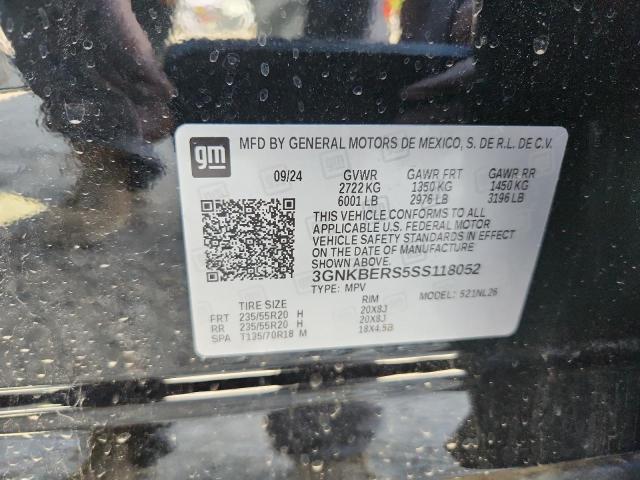 gm
MFD BY GENERAL MOTORS DE MEXICO, S. DE R.L. DE C.V.
09/24 GVWR GAWR FRT GAWR RR
2722 KG 1350 KG 1450 KG
6001 LB 2976 LB 3196 LB
THIS VEHICLE CONFORMS TO ALL
APPLICABLE U.S. FEDERAL MOTOR
VEHICLE SAFETY STANDARDS IN EFFECT
ON THE DATE OF MANUFACTURE
SHOWN ABOVE.
3GNKBERS5SS118052
TYPE: MPV MODEL: 521NL26
TIRE SIZE RIM
FRT 235/55R20 H 20X8J
RR 235/55R20 H 20X8J
SPA T135/70R18 M 18X4.5B